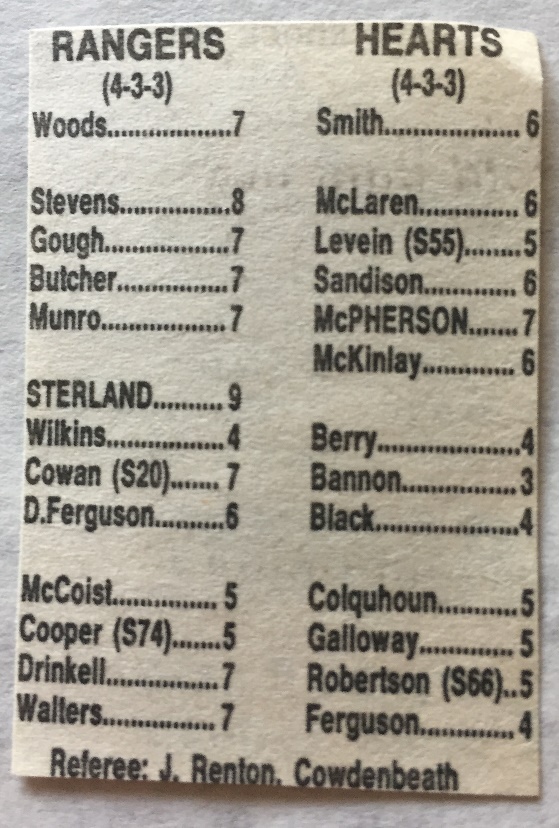 RANGERS
(4-3-3)
Woods..................7
Stevens................8
Gough..................7
Butcher................7
Munro..................7
STERLAND..........9
Wilkins.................4
Cowan (S20).......7
D.Ferguson..........6
McCoist...............5
Cooper (S74).......5
Drinkell................7
Walters................7
HEARTS
(4-3-3)
Smith...................6
McLaren..............6
Levein (S55)........5
Sandison.............6
McPHERSON.......7
McKinlay.............6
Berry...................4
Bannon................3
Black...................4
Colquhoun...........5
Galloway..............5
Robertson (S66)..5
Ferguson.............4
Referee: J. Renton. Cowdenbeath